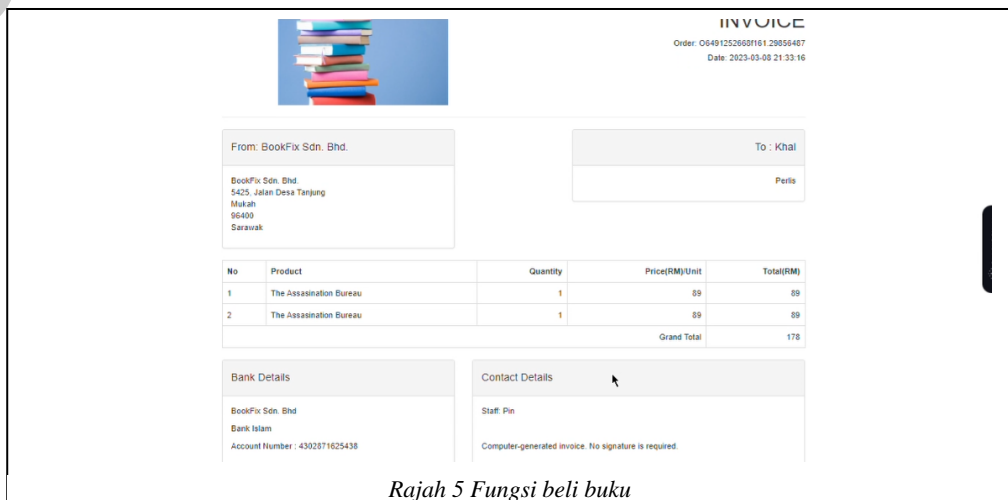 INVOICE
Order: O6491252668f161.29856487
Date: 2023-03-08 21:33:16
From: BookFix Sdn. Bhd.
To : Khai
BookFix Sdn. Bhd.
5425, Jalan Desa Tanjung
Mukah
96400
Sarawak
Perlis
No Product Quantity Price(RM)/Unit Total(RM)
1 The Assasination Bureau 1 89 89
2 The Assasination Bureau 1 89 89
Grand Total 178
Bank Details
BookFix Sdn. Bhd
Bank Islam
Account Number : 4302871625438
Contact Details
Staff: Pin
Computer-generated invoice. No signature is required.
Rajah 5 Fungsi beli buku